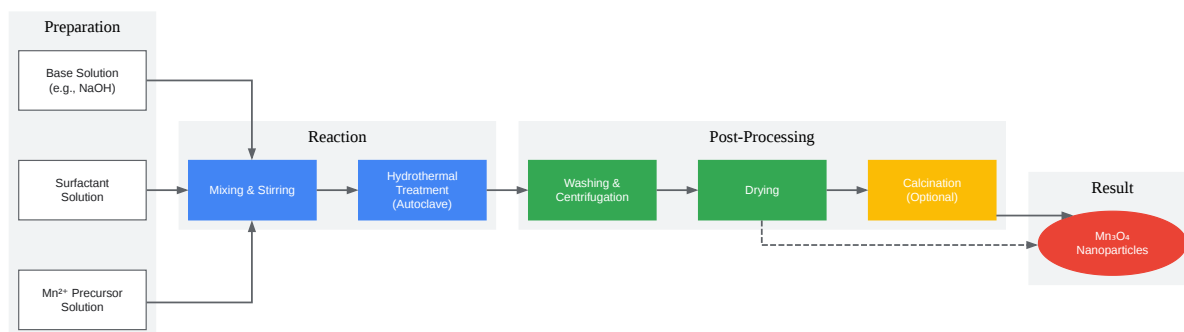 Preparation
Base Solution
(e.g., NaOH)
Surfactant
Solution
Mn²⁺ Precursor
Solution
Reaction
Mixing & Stirring
Hydrothermal
Treatment
(Autoclave)
Post-Processing
Washing &
Centrifugation
Drying
Calcination
(Optional)
Result
Mn₃O₄
Nanoparticles